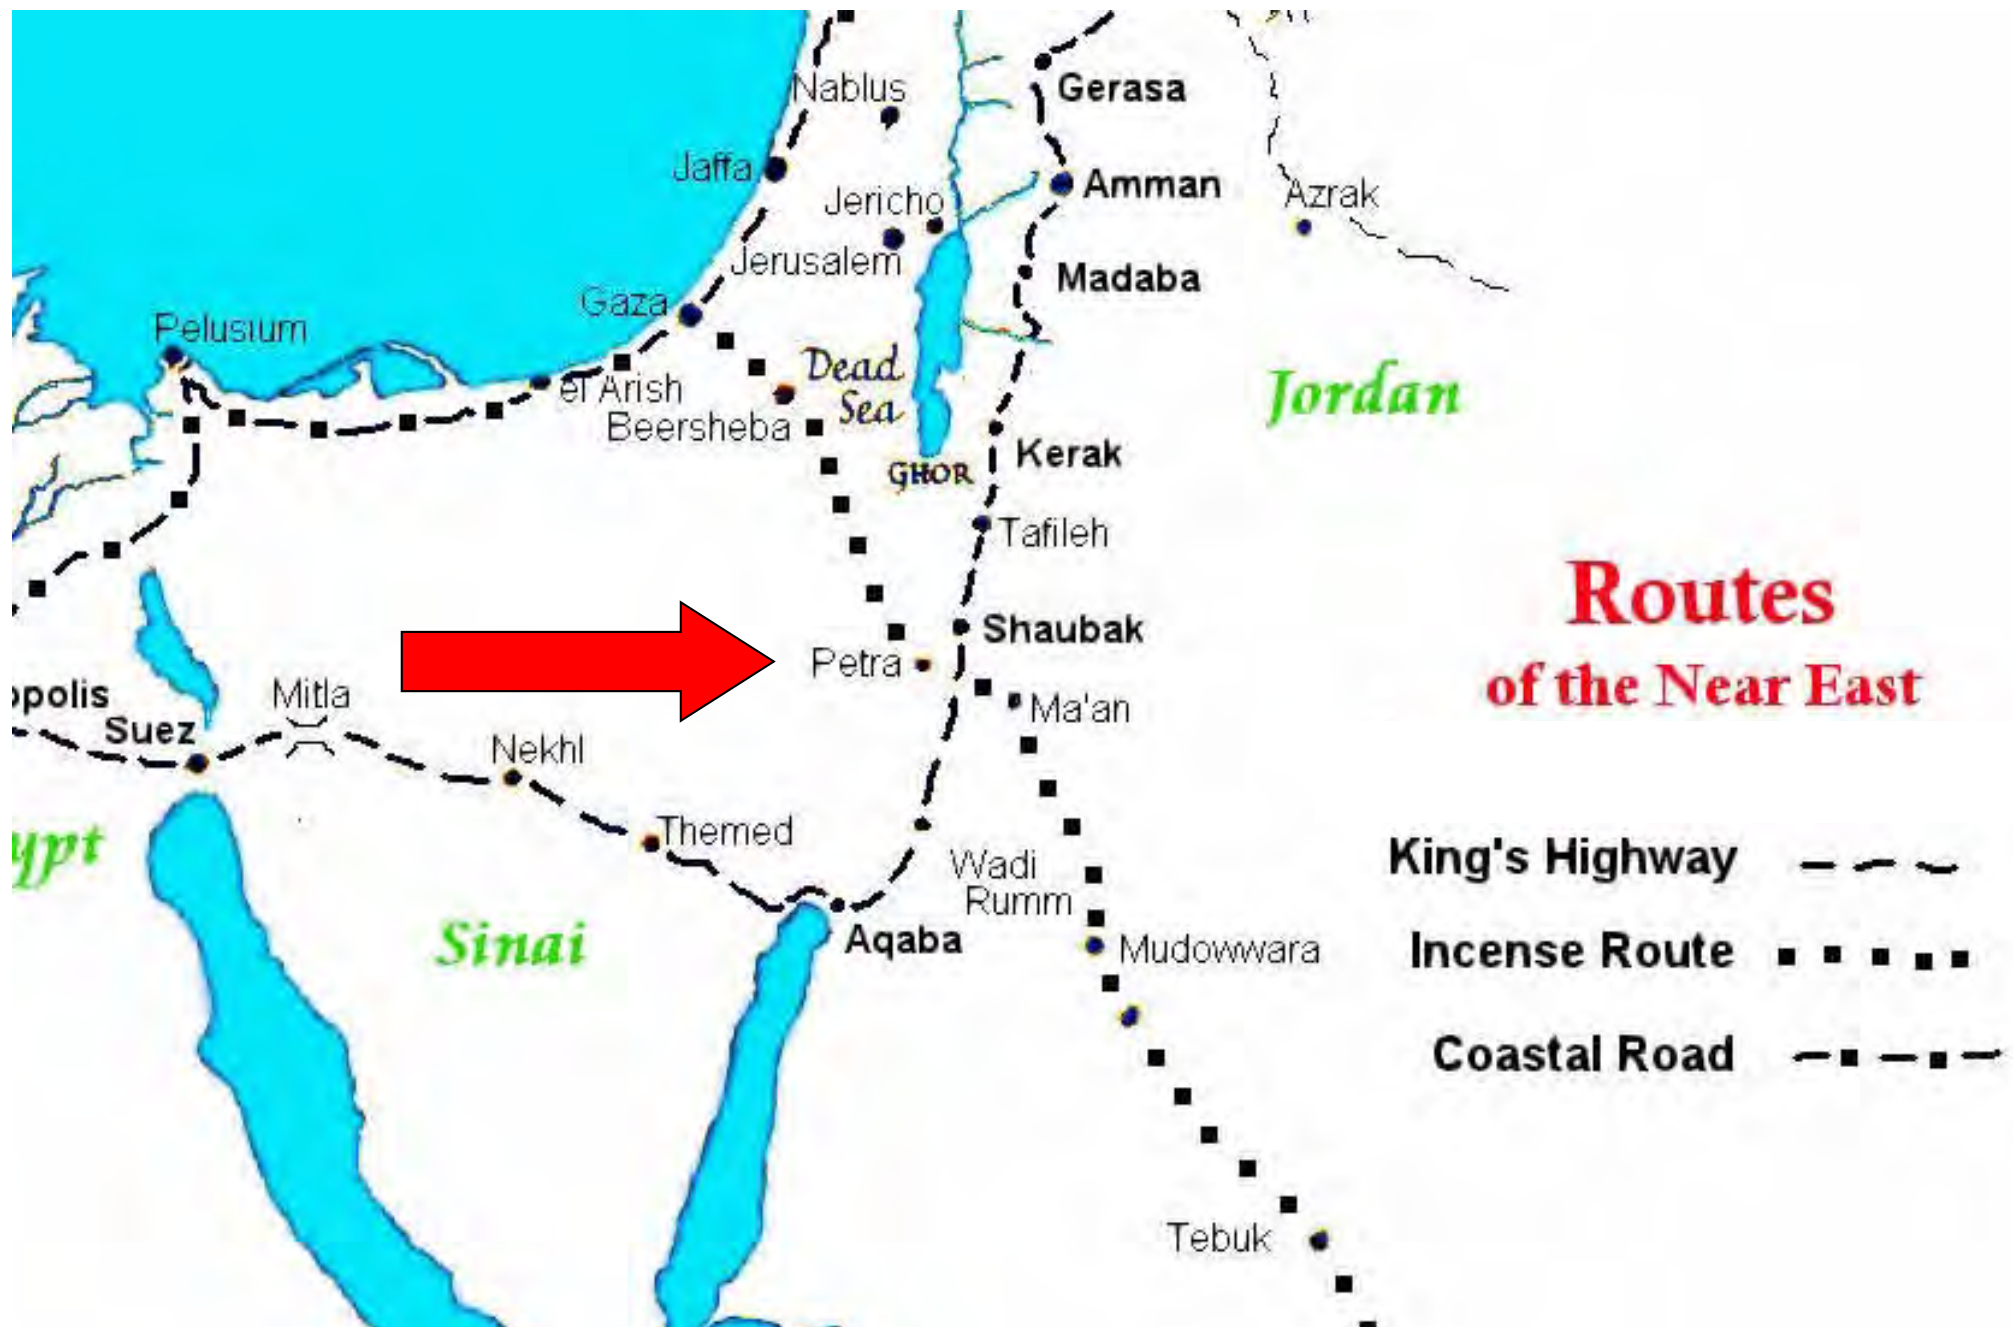 Nablus
Gerasa
Jaffa
Amman
Jericho
Azrak
Jerusalem
Madaba
Gaza
Pelusium
Dead
Sea
el Arish
Beersheba
Jordan
GHOR
Kerak
Tafileh
Routes
of the Near East
Shaubak
Petra
opolis
Mitla
Ma'an
Suez
Nekhl
ypt
Themed
King's Highway
Wadi
Rumm
Sinai
Aqaba
Mudowwara
Incense Route
Coastal Road
Tebuk